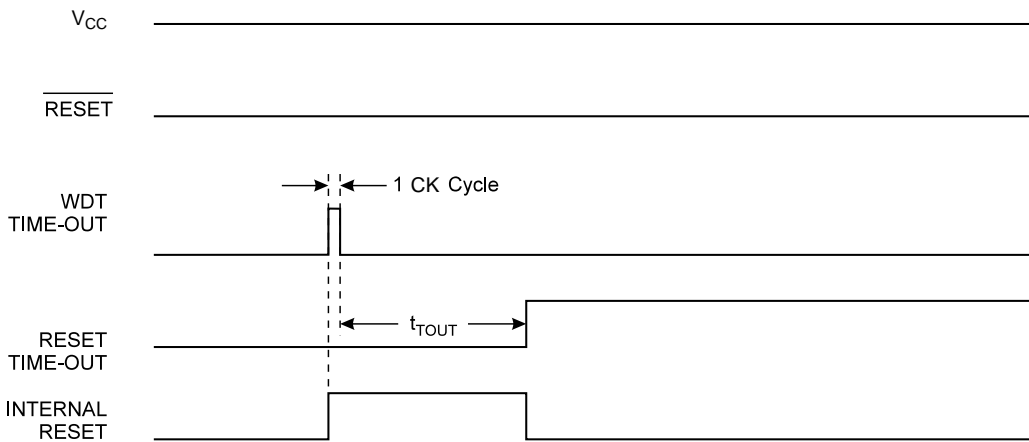 VCC
RESET
1 CK Cycle
WDT
TIME-OUT
tTOUT
RESET
TIME-OUT
INTERNAL
RESET